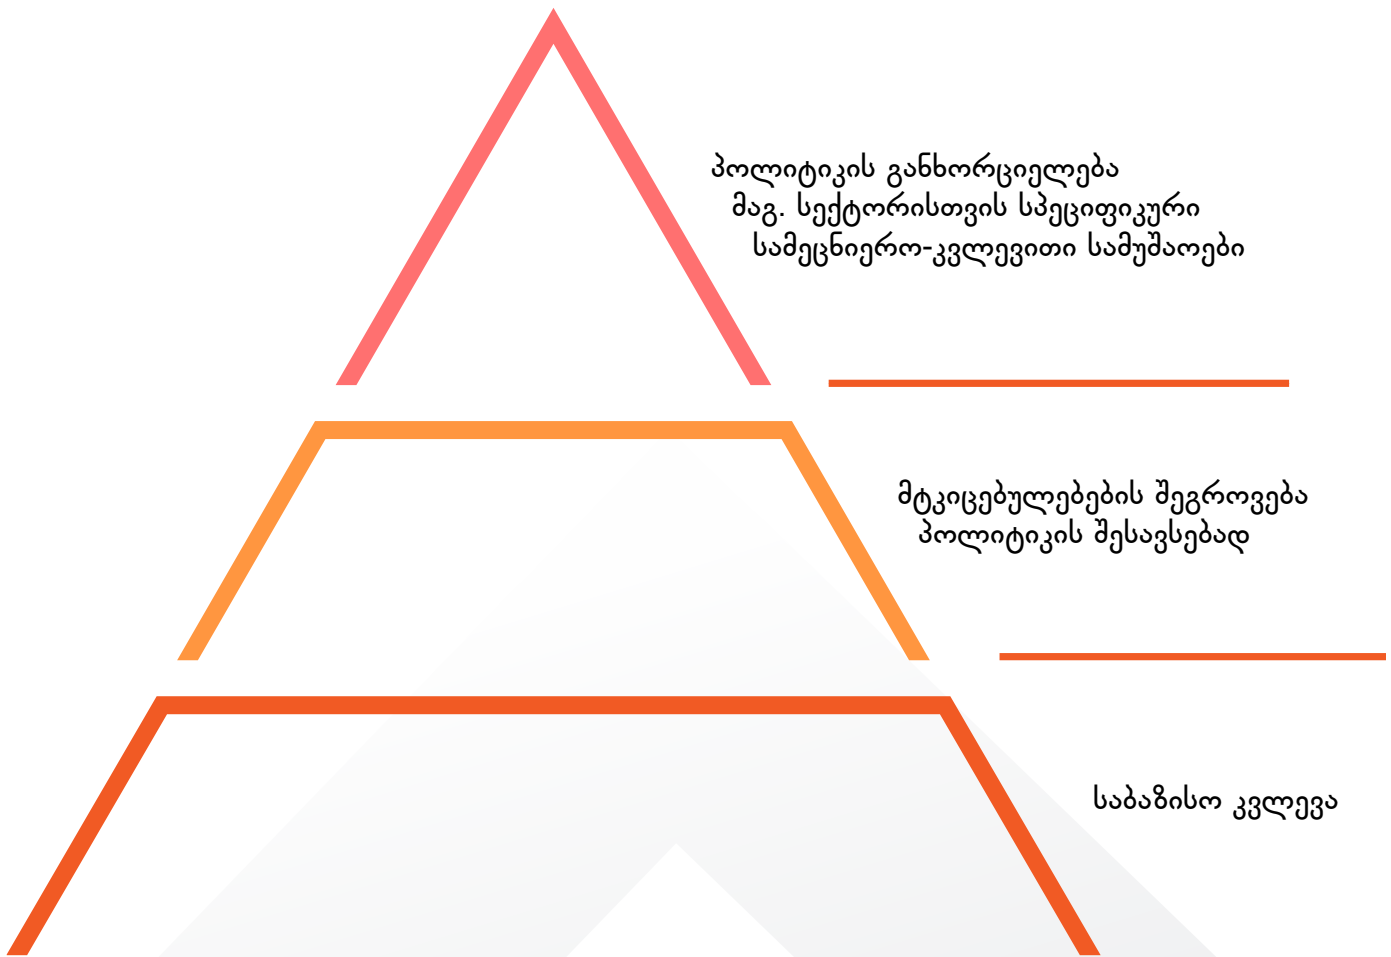 პოლიტიკის განხორციელება
მაგ. სექტორისთვის სპეციფიკური
სამეცნიერო-კვლევითი სამუშაოები
მტკიცებულებების შეგროვება
პოლიტიკის შესავსებად
საბაზისო კვლევა